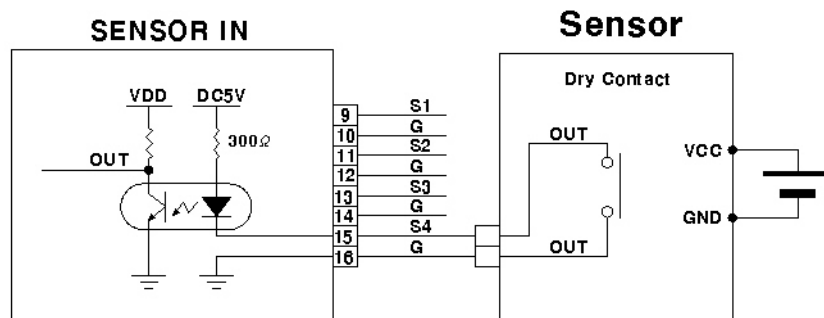 SENSOR IN
Sensor
Dry Contact
VDD
DC5V
300Ω
OUT
9
S1
10
G
11
S2
12
G
13
S3
14
G
15
S4
16
G
OUT
OUT
VCC
GND